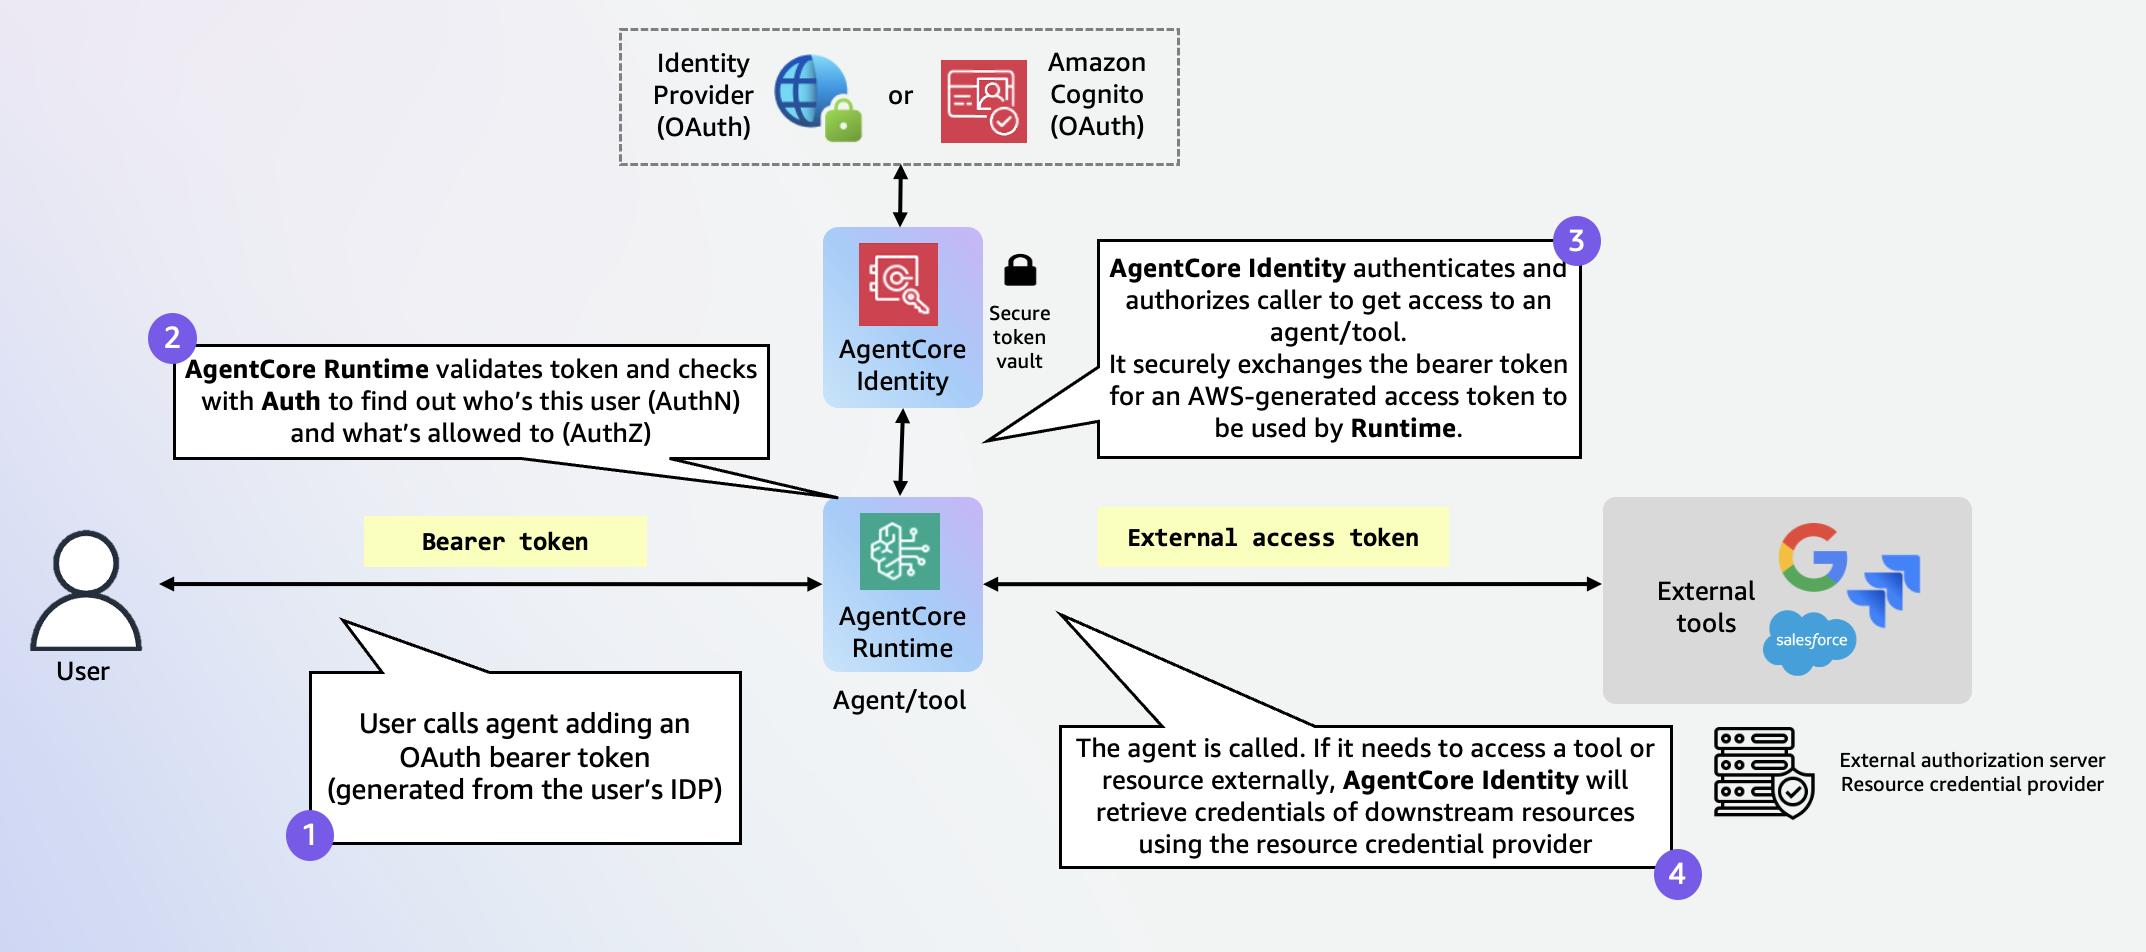 Identity
Provider
(OAuth)
or
Amazon
Cognito
(OAuth)
AgentCore
Identity
Secure
token
vault
3
AgentCore Identity authenticates and
authorizes caller to get access to an
agent/tool.
It securely exchanges the bearer token
for an AWS-generated access token to
be used by Runtime.
2
AgentCore Runtime validates token and checks
with Auth to find out who's this user (AuthN)
and what's allowed to (AuthZ)
User
Bearer token
AgentCore
Runtime
Agent/tool
External access token
External
tools
salesforce
User calls agent adding an
OAuth bearer token
(generated from the user's IDP)
1
The agent is called. If it needs to access a tool or
resource externally, AgentCore Identity will
retrieve credentials of downstream resources
using the resource credential provider
4
External authorization server
Resource credential provider